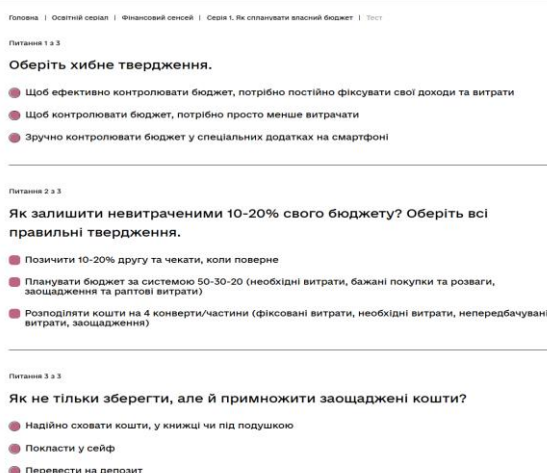 Головна | Освітній серіал | Фінансовий сенсей | Серія 1. Як спланувати власний бюджет | Тест
Питання 1 з 3
Оберіть хибне твердження.
Щоб ефективно контролювати бюджет, потрібно постійно фіксувати свої доходи та витрати
Щоб контролювати бюджет, потрібно просто менше витрачати
Зручно контролювати бюджет у спеціальних додатках на смартфоні
Питання 2 з 3
Як залишити невитраченими 10-20% свого бюджету? Оберіть всі
правильні твердження.
Позичити 10-20% другу та чекати, коли поверне
Планувати бюджет за системою 50-30-20 (необхідні витрати, бажані покупки та розваги,
заощадження та раптові витрати)
Розподіляти кошти на 4 конверти/частини (фіксовані витрати, необхідні витрати, непередбачувані
витрати, заощадження)
Питання 3 з 3
Як не тільки зберегти, але й примножити заощаджені кошти?
Надійно сховати кошти, у книжці чи під подушкою
Покласти у сейф
Перевести на депозит